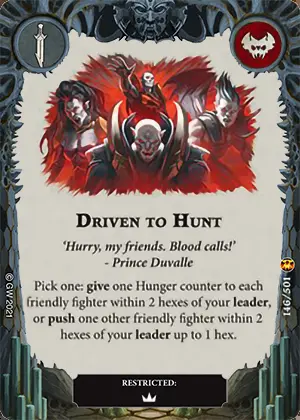 DRIVEN TO HUNT
‘Hurry, my friends. Blood calls!’
- Prince Duvalle
Pick one: give one Hunger counter to each
friendly fighter within 2 hexes of your leader,
or push one other friendly fighter within 2
hexes of your leader up to 1 hex.
© GW 2021
146/501
RESTRICTED: